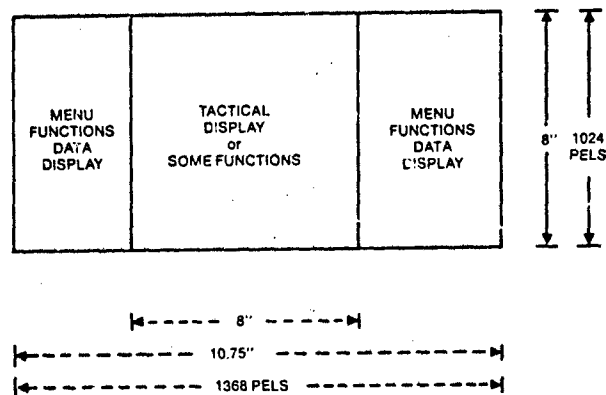 MENU
FUNCTIONS
DATA
DISPLAY
TACTICAL
DISPLAY
or
SOME FUNCTIONS
MENU
FUNCTIONS
DATA
DISPLAY
8"
1024
PELS
8"
10.75"
1368 PELS